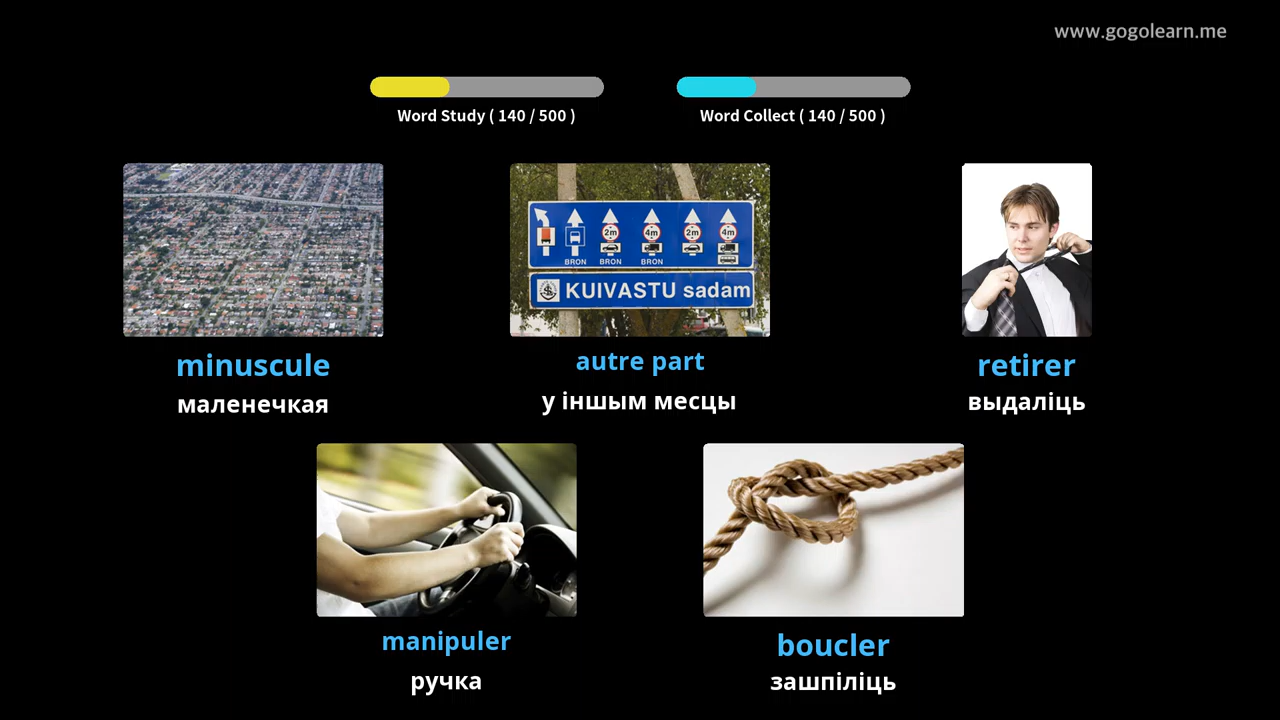 www.gogolearn.me
Word Study ( 140 / 500 )
Word Collect ( 140 / 500 )
2m
4m
2m
4m
BRON
BRON
BRON
KUIVASTU sadam
minuscule
маленечкая
autre part
у іншым месцы
retirer
выдаліць
manipuler
ручка
boucler
зашпіліць